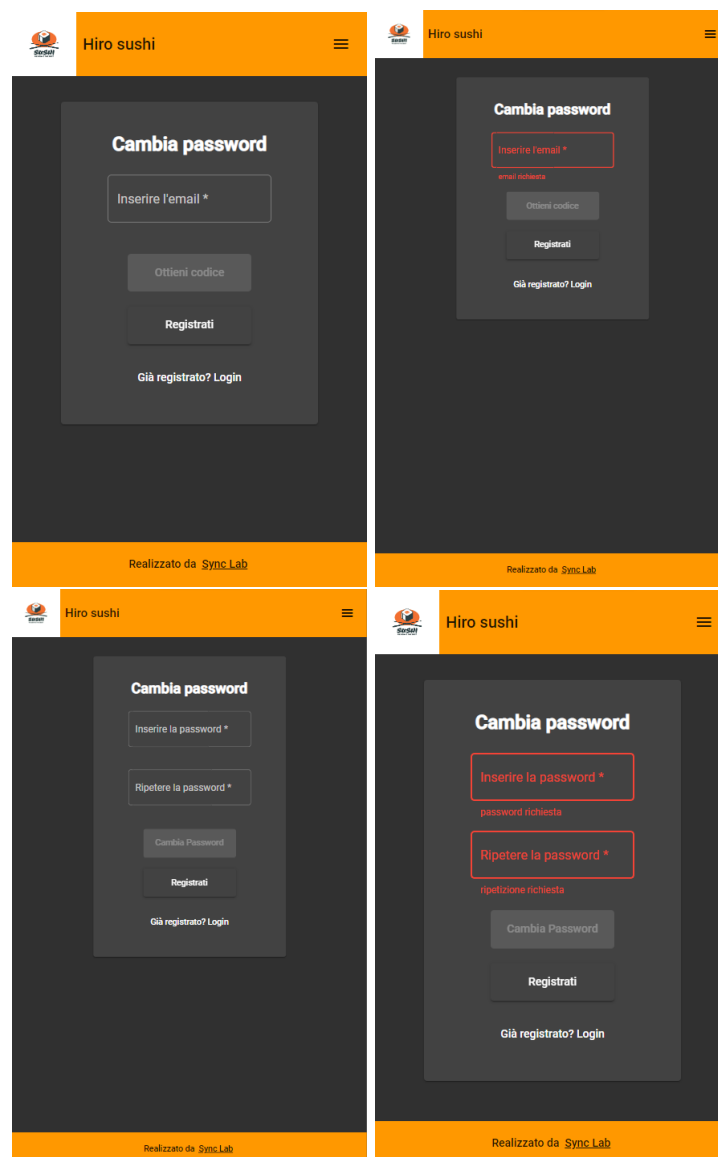 SUSHI
Hiro sushi
Cambia password
Inserire l'email *
Ottieni codice
Registrati
Già registrato? Login
Realizzato da Sync Lab
SUSHI
Hiro sushi
Cambia password
Inserire l'email *
email richiesta
Ottieni codice
Registrati
Già registrato? Login
Realizzato da Sync Lab
SUSHI
Hiro sushi
Cambia password
Inserire la password *
Ripetere la password *
Cambia Password
Registrati
Già registrato? Login
Realizzato da Sync Lab
SUSHI
Hiro sushi
Cambia password
Inserire la password *
password richiesta
Ripetere la password *
ripetizione richiesta
Cambia Password
Registrati
Già registrato? Login
Realizzato da Sync Lab